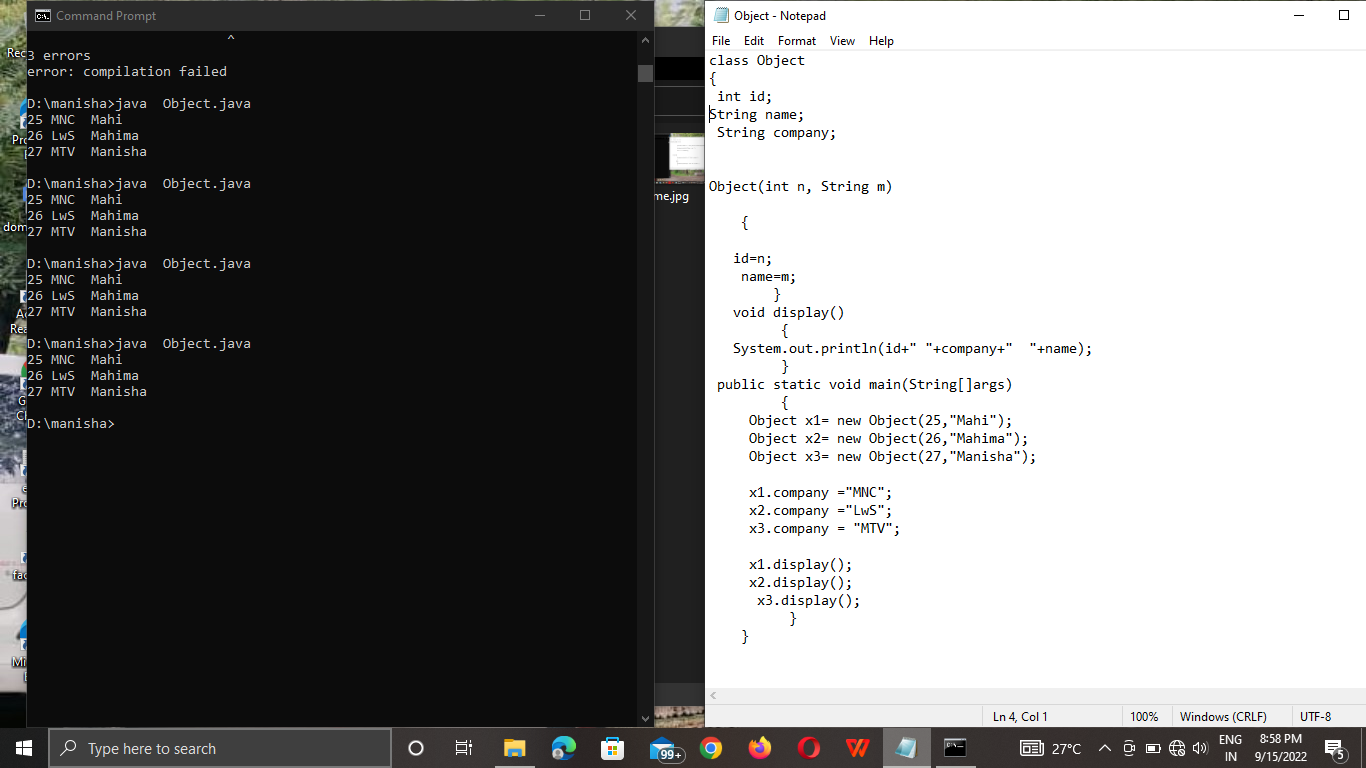 Command Prompt
^
3 errors
error: compilation failed
D:\manisha>java  Object.java
25 MNC  Mahi
26 LwS  Mahima
27 MTV  Manisha
D:\manisha>java  Object.java
25 MNC  Mahi
26 LwS  Mahima
27 MTV  Manisha
D:\manisha>java  Object.java
25 MNC  Mahi
26 LwS  Mahima
27 MTV  Manisha
D:\manisha>java  Object.java
25 MNC  Mahi
26 LwS  Mahima
27 MTV  Manisha
D:\manisha>
me.jpg
Object - Notepad
File Edit Format View Help
class Object
{
 int id;
String name;
 String company;
Object(int n, String m)
    {
   id=n;
    name=m;
        }
   void display()
         {
   System.out.println(id+" "+company+"  "+name);
         }
 public static void main(String[]args)
         {
     Object x1= new Object(25,"Mahi");
     Object x2= new Object(26,"Mahima");
     Object x3= new Object(27,"Manisha");
     x1.company ="MNC";
     x2.company ="LwS";
     x3.company = "MTV";
     x1.display();
     x2.display();
      x3.display();
          }
    }
Ln 4, Col 1 100% Windows (CRLF) UTF-8
Type here to search
99+
27°C
ENG
IN
8:58 PM
9/15/2022
5